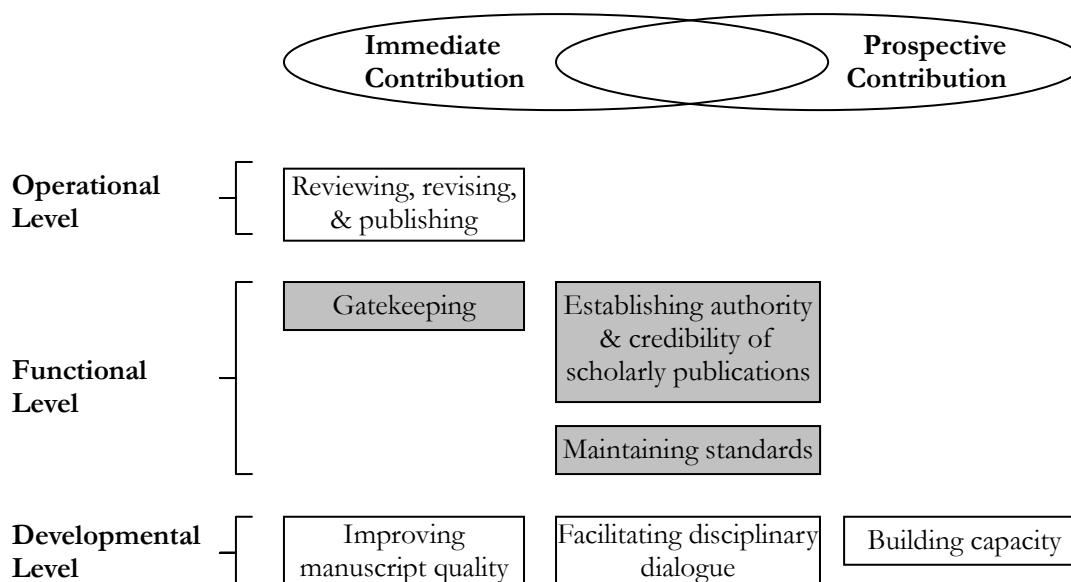 Immediate
Contribution
Prospective
Contribution
Operational
Level
Reviewing, revising,
& publishing
Functional
Level
Gatekeeping
Establishing authority
& credibility of
scholarly publications
Maintaining standards
Developmental
Level
Improving
manuscript quality
Facilitating disciplinary
dialogue
Building capacity